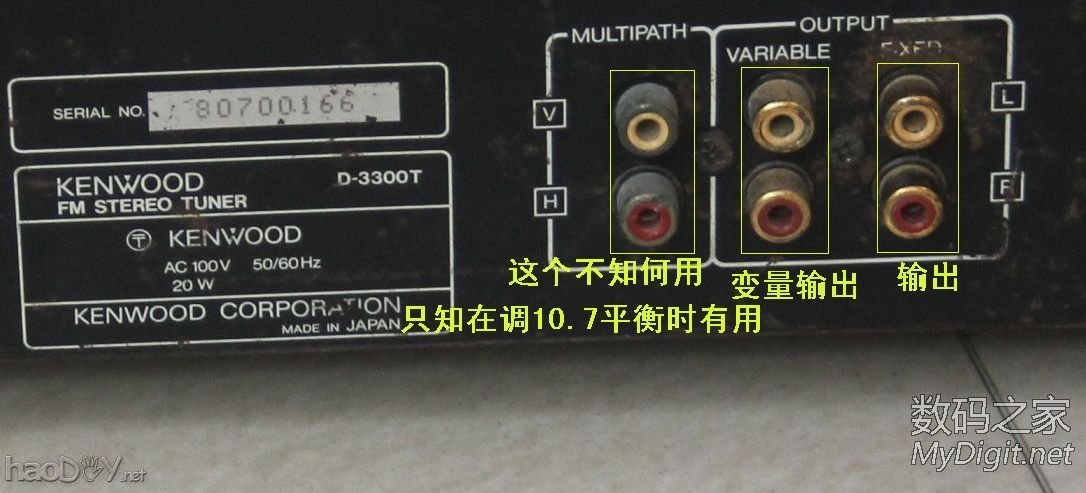 SERIAL NO. 80700166
KENWOOD D-3300T
FM STEREO TUNER
KENWOOD
AC 100V 50/60Hz
20W
KENWOOD CORPORATION
MADE IN JAPAN
MULTIPATH
V
H
OUTPUT
VARIABLE
FIXED
L
R
这个不知何用
只知在调10.7平衡时有用
变量输出
输出
数码之家
MyDigit.net
haoDIY.net